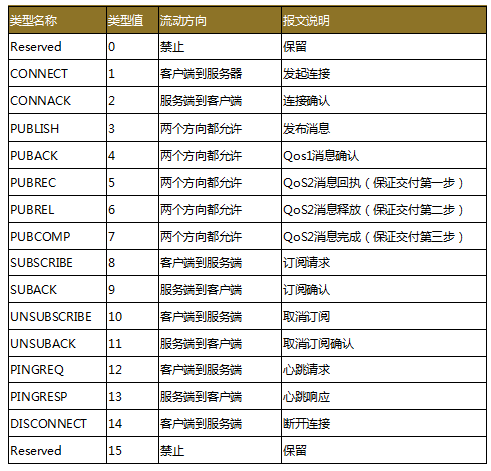 类型名称 类型值 流动方向 报文说明
Reserved 0 禁止 保留
CONNECT 1 客户端到服务器 发起连接
CONNACK 2 服务端到客户端 连接确认
PUBLISH 3 两个方向都允许 发布消息
PUBACK 4 两个方向都允许 Qos1消息确认
PUBREC 5 两个方向都允许 QoS2消息回执（保证交付第一步）
PUBREL 6 两个方向都允许 QoS2消息释放（保证交付第二步）
PUBCOMP 7 两个方向都允许 QoS2消息完成（保证交付第三步）
SUBSCRIBE 8 客户端到服务端 订阅请求
SUBACK 9 服务端到客户端 订阅确认
UNSUBSCRIBE 10 客户端到服务端 取消订阅
UNSUBACK 11 服务端到客户端 取消订阅确认
PINGREQ 12 客户端到服务端 心跳请求
PINGRESP 13 服务端到客户端 心跳响应
DISCONNECT 14 客户端到服务端 断开连接
Reserved 15 禁止 保留